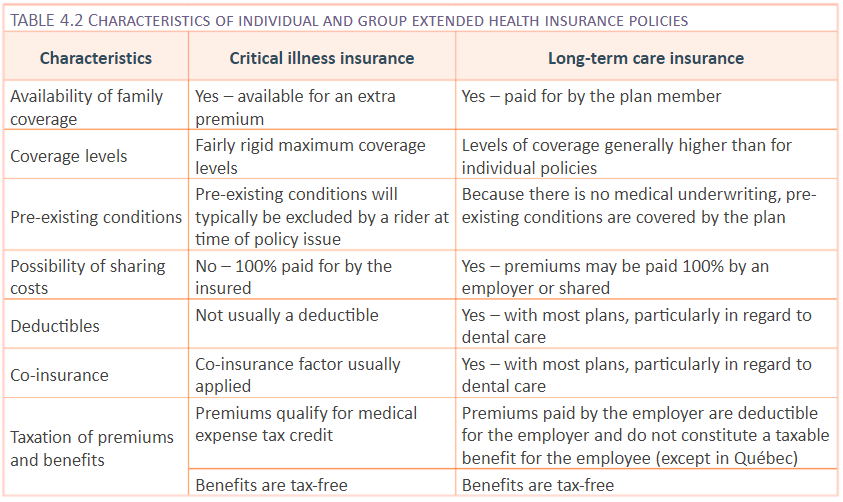 TABLE 4.2 CHARACTERISTICS OF INDIVIDUAL AND GROUP EXTENDED HEALTH INSURANCE POLICIES
Characteristics
Critical illness insurance
Long-term care insurance
Availability of family
coverage
Yes – available for an extra
premium
Yes – paid for by the plan member
Coverage levels
Fairly rigid maximum coverage
levels
Levels of coverage generally higher than for
individual policies
Pre-existing conditions
Pre-existing conditions will
typically be excluded by a rider at
time of policy issue
Because there is no medical underwriting, pre-
existing conditions are covered by the plan
Possibility of sharing
costs
No – 100% paid for by the
insured
Yes – premiums may be paid 100% by an
employer or shared
Deductibles
Not usually a deductible
Yes – with most plans, particularly in regard to
dental care
Co-insurance
Co-insurance factor usually
applied
Yes – with most plans, particularly in regard to
dental care
Taxation of premiums
and benefits
Premiums qualify for medical
expense tax credit
Premiums paid by the employer are deductible
for the employer and do not constitute a taxable
benefit for the employee (except in Québec)
Benefits are tax-free
Benefits are tax-free